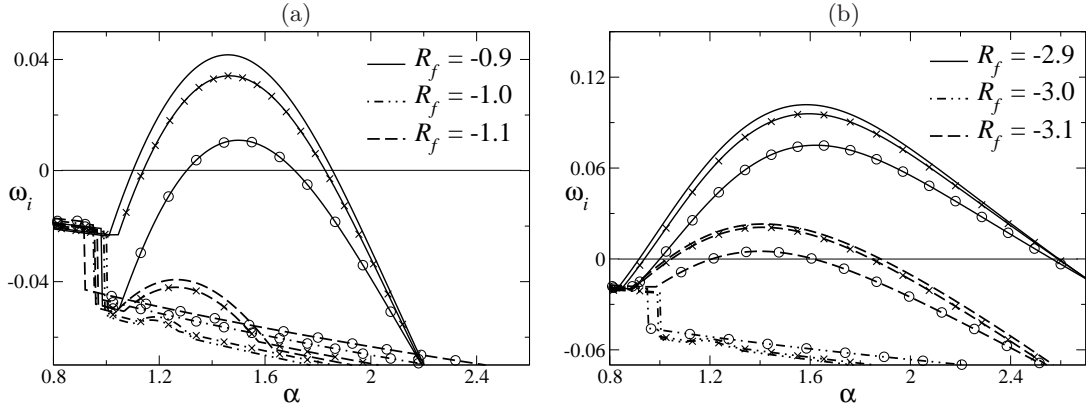 (a)
(b)
0.04
0
-0.04
ω_i
0.8
1.2
1.6
2
2.4
α
R_f = -0.9
R_f = -1.0
R_f = -1.1
0.12
0.06
0
-0.06
ω_i
0.8
1.2
1.6
2
2.4
α
R_f = -2.9
R_f = -3.0
R_f = -3.1